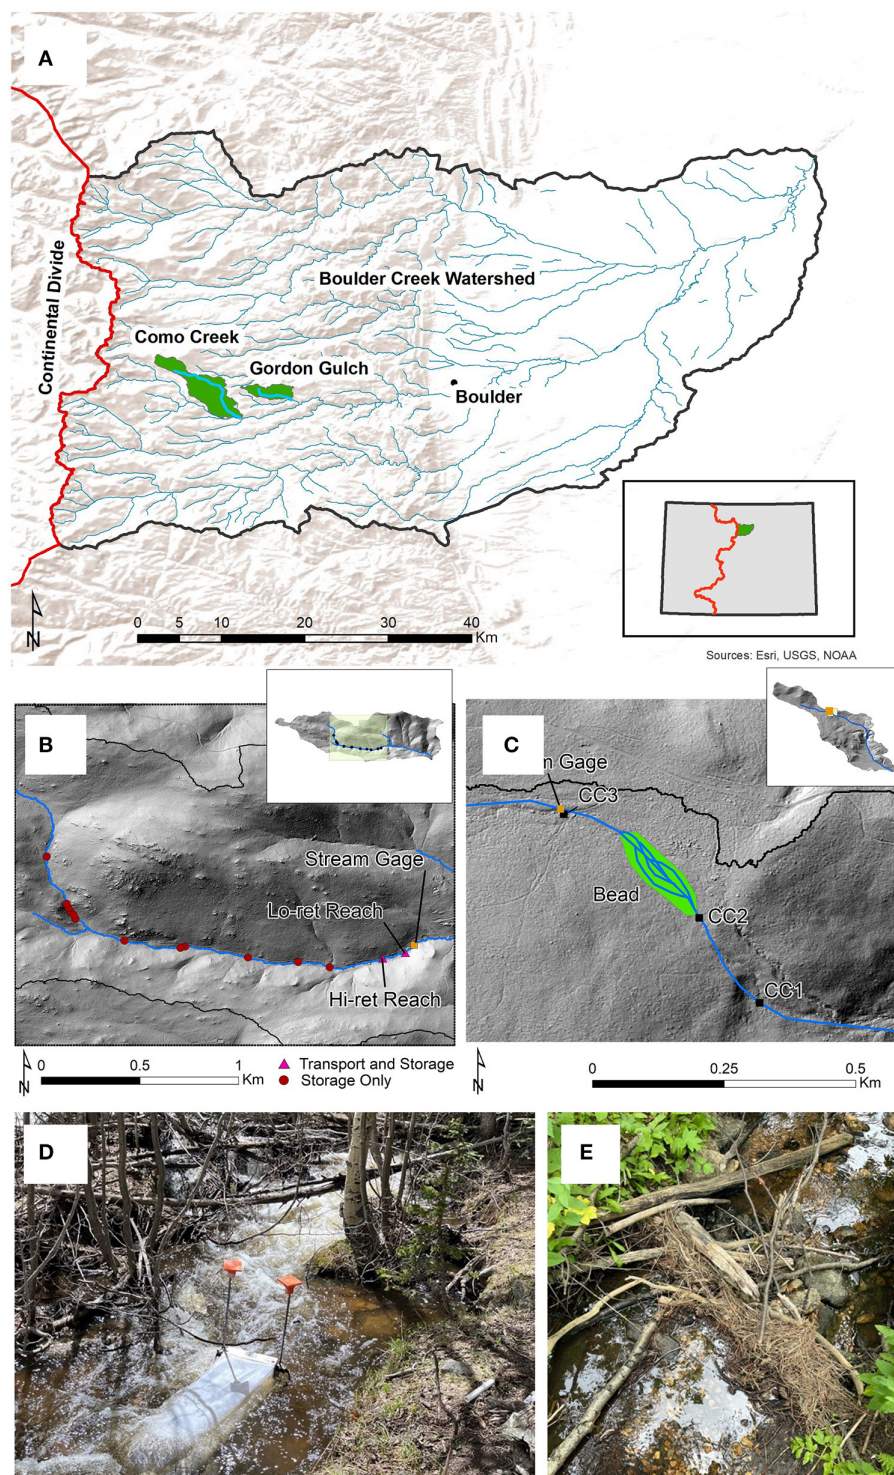 A
Continental Divide
Boulder Creek Watershed
Como Creek
Gordon Gulch
Boulder
N
0 5 10 20 30 40
Km
Sources: Esri, USGS, NOAA
B
Stream Gage
Lo-ret Reach
Hi-ret Reach
N
0 0.5 1
Km
Transport and Storage
Storage Only
C
m Gage
CC3
Bead
CC2
CC1
N
0 0.25 0.5
Km
D
E